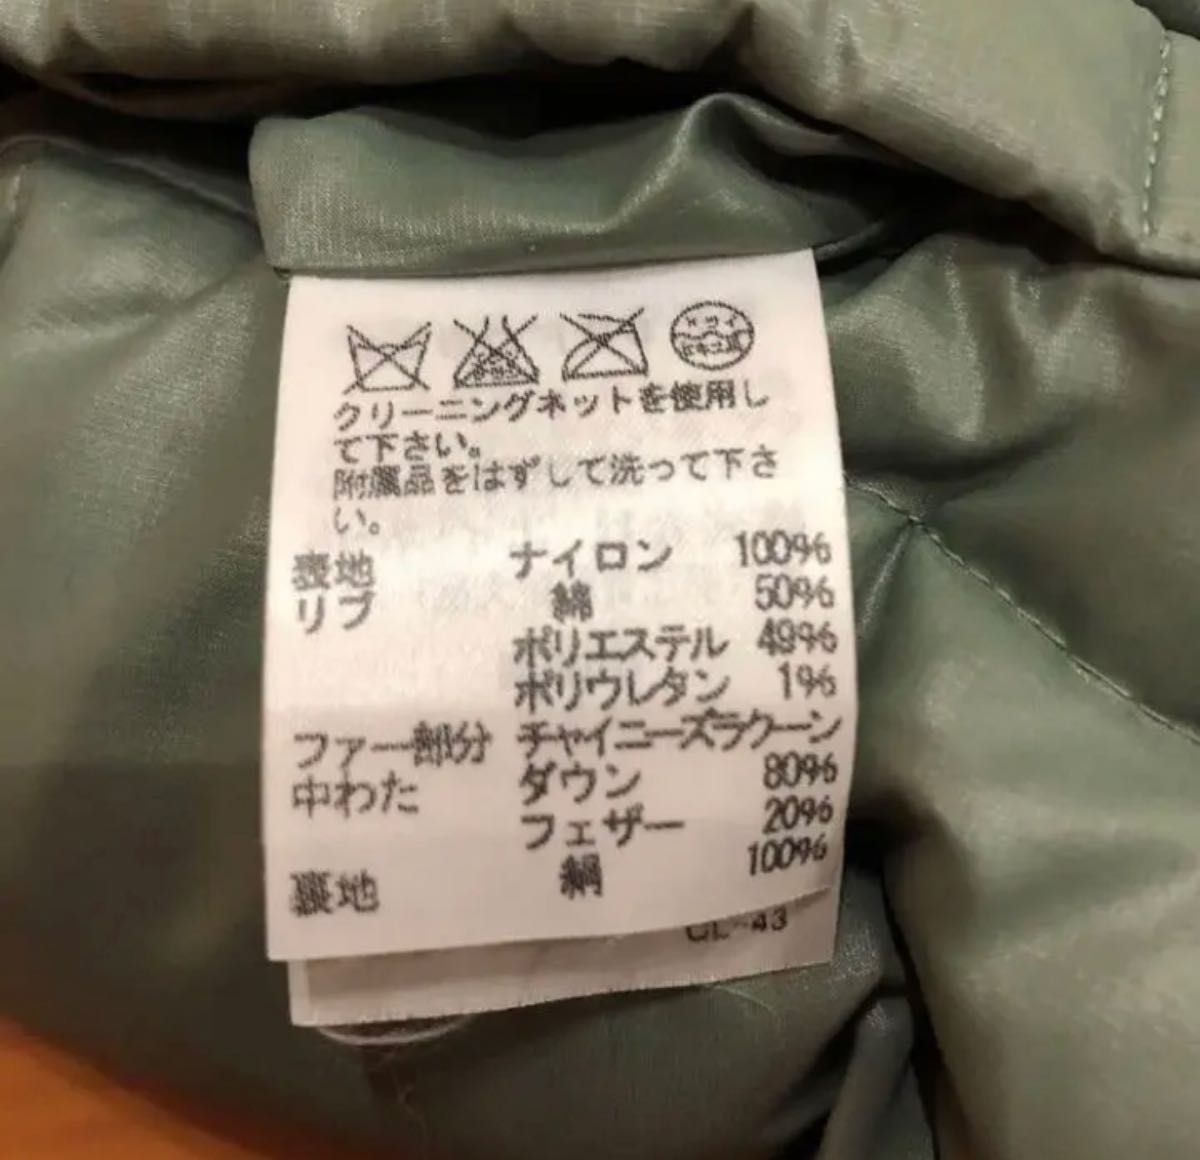 クリーニングネットを使用し
て下さい。
附属品をはずして洗って下さ
い。
表地 ナイロン 100%
リブ 綿 50%
ポリエステル 49%
ポリウレタン 1%
ファー部分 チャイニーズラクーン
中わた ダウン 80%
フェザー 20%
裏地 絹 100%